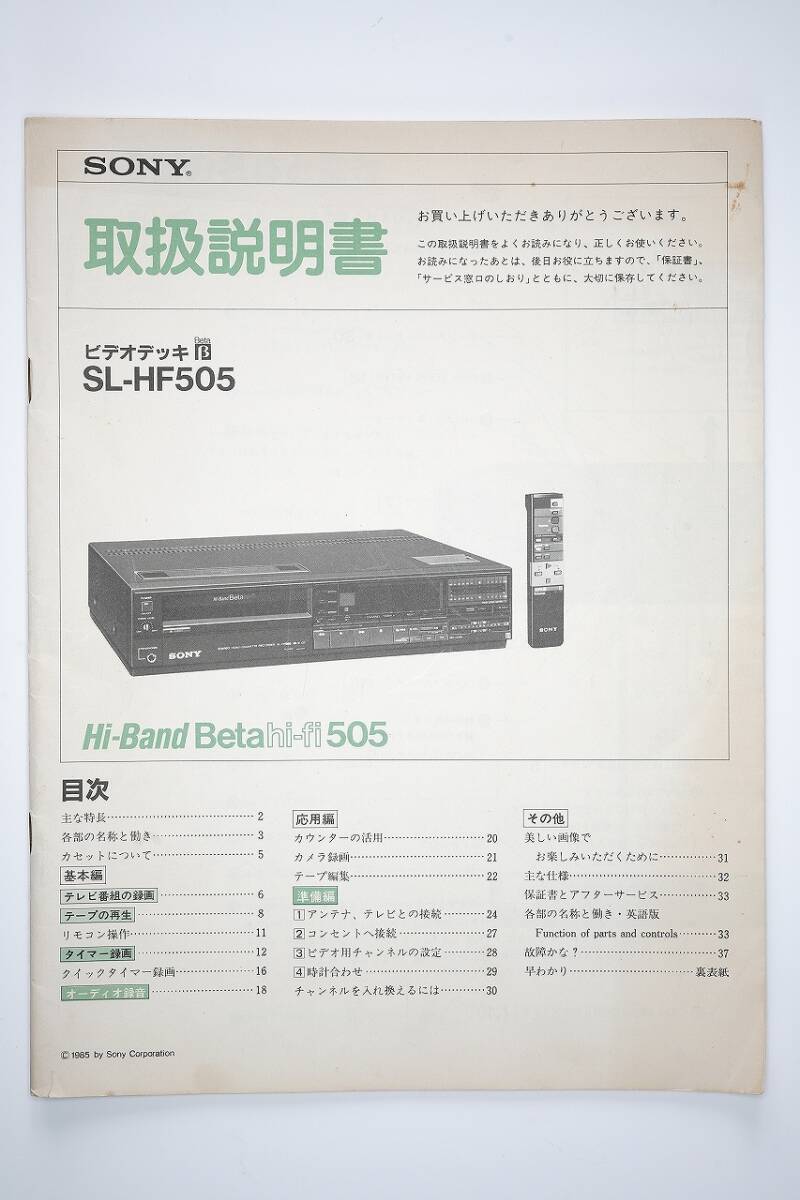 SONY®
取扱説明書
お買い上げいただきありがとうございます。
この取扱説明書をよくお読みになり、正しくお使いください。
お読みになったあとは、後日お役に立ちますので、「保証書」、
「サービス窓口のしおり」とともに、大切に保存してください。
ビデオデッキ Beta β
SL-HF505
Hi-Band Beta
SONY
SONY
Hi-Band Beta hi-fi 505
目次
主な特長 2
各部の名称と働き 3
カセットについて 5
基本編
テレビ番組の録画 6
テープの再生 8
リモコン操作 11
タイマー録画 12
クイックタイマー録画 16
オーディオ録音 18
応用編
カウンターの活用 20
カメラ録画 21
テープ編集 22
準備編
1 アンテナ、テレビとの接続 24
2 コンセントへ接続 27
3 ビデオ用チャンネルの設定 28
4 時計合わせ 29
チャンネルを入れ換えるには 30
その他
美しい画像で
お楽しみいただくために 31
主な仕様 32
保証書とアフターサービス 33
各部の名称と働き・英語版
Function of parts and controls 33
故障かな? 37
早わかり 裏表紙
© 1985 by Sony Corporation